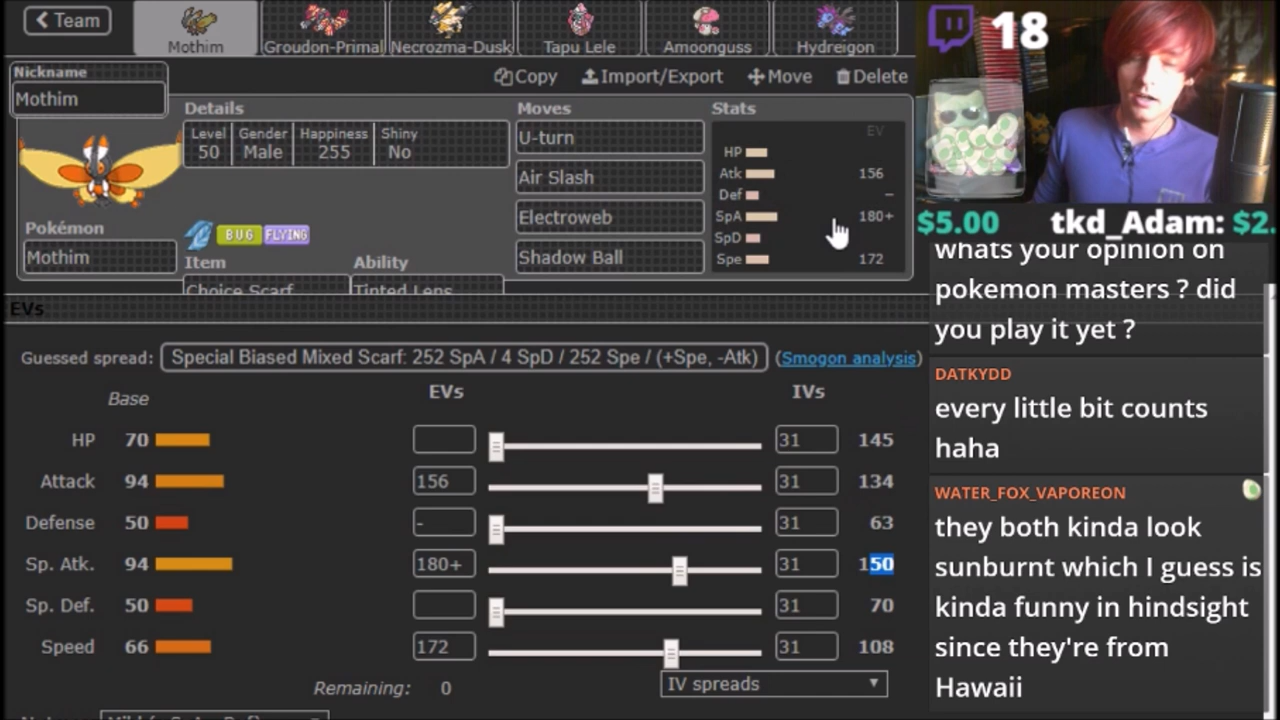 Team
Mothim
Groudon-Primal
Necrozma-Dusk
Tapu Lele
Amoonguss
Hydreigon
18
Copy
Import/Export
Move
Delete
Nickname
Mothim
Details
Level
50
Gender
Male
Happiness
255
Shiny
No
Pokémon
Mothim
BUG FLYING
Item
Choice Scarf
Ability
Tinted Lens
Moves
U-turn
Air Slash
Electroweb
Shadow Ball
Stats
EV
HP
Atk 156
Def –
SpA 180+
SpD
Spe 172
$5.00 tkd_Adam: $2.
whats your opinion on
pokemon masters ? did
you play it yet ?
DATKYDD
every little bit counts
haha
WATER_FOX_VAPOREON
they both kinda look
sunburnt which I guess is
kinda funny in hindsight
since they're from
Hawaii
EVs
Guessed spread: Special Biased Mixed Scarf: 252 SpA / 4 SpD / 252 Spe / (+Spe, -Atk) (Smogon analysis)
Base EVs IVs
HP 70 31 145
Attack 94 156 31 134
Defense 50 - 31 63
Sp. Atk. 94 180+ 31 150
Sp. Def. 50 31 70
Speed 66 172 31 108
Remaining: 0
IV spreads